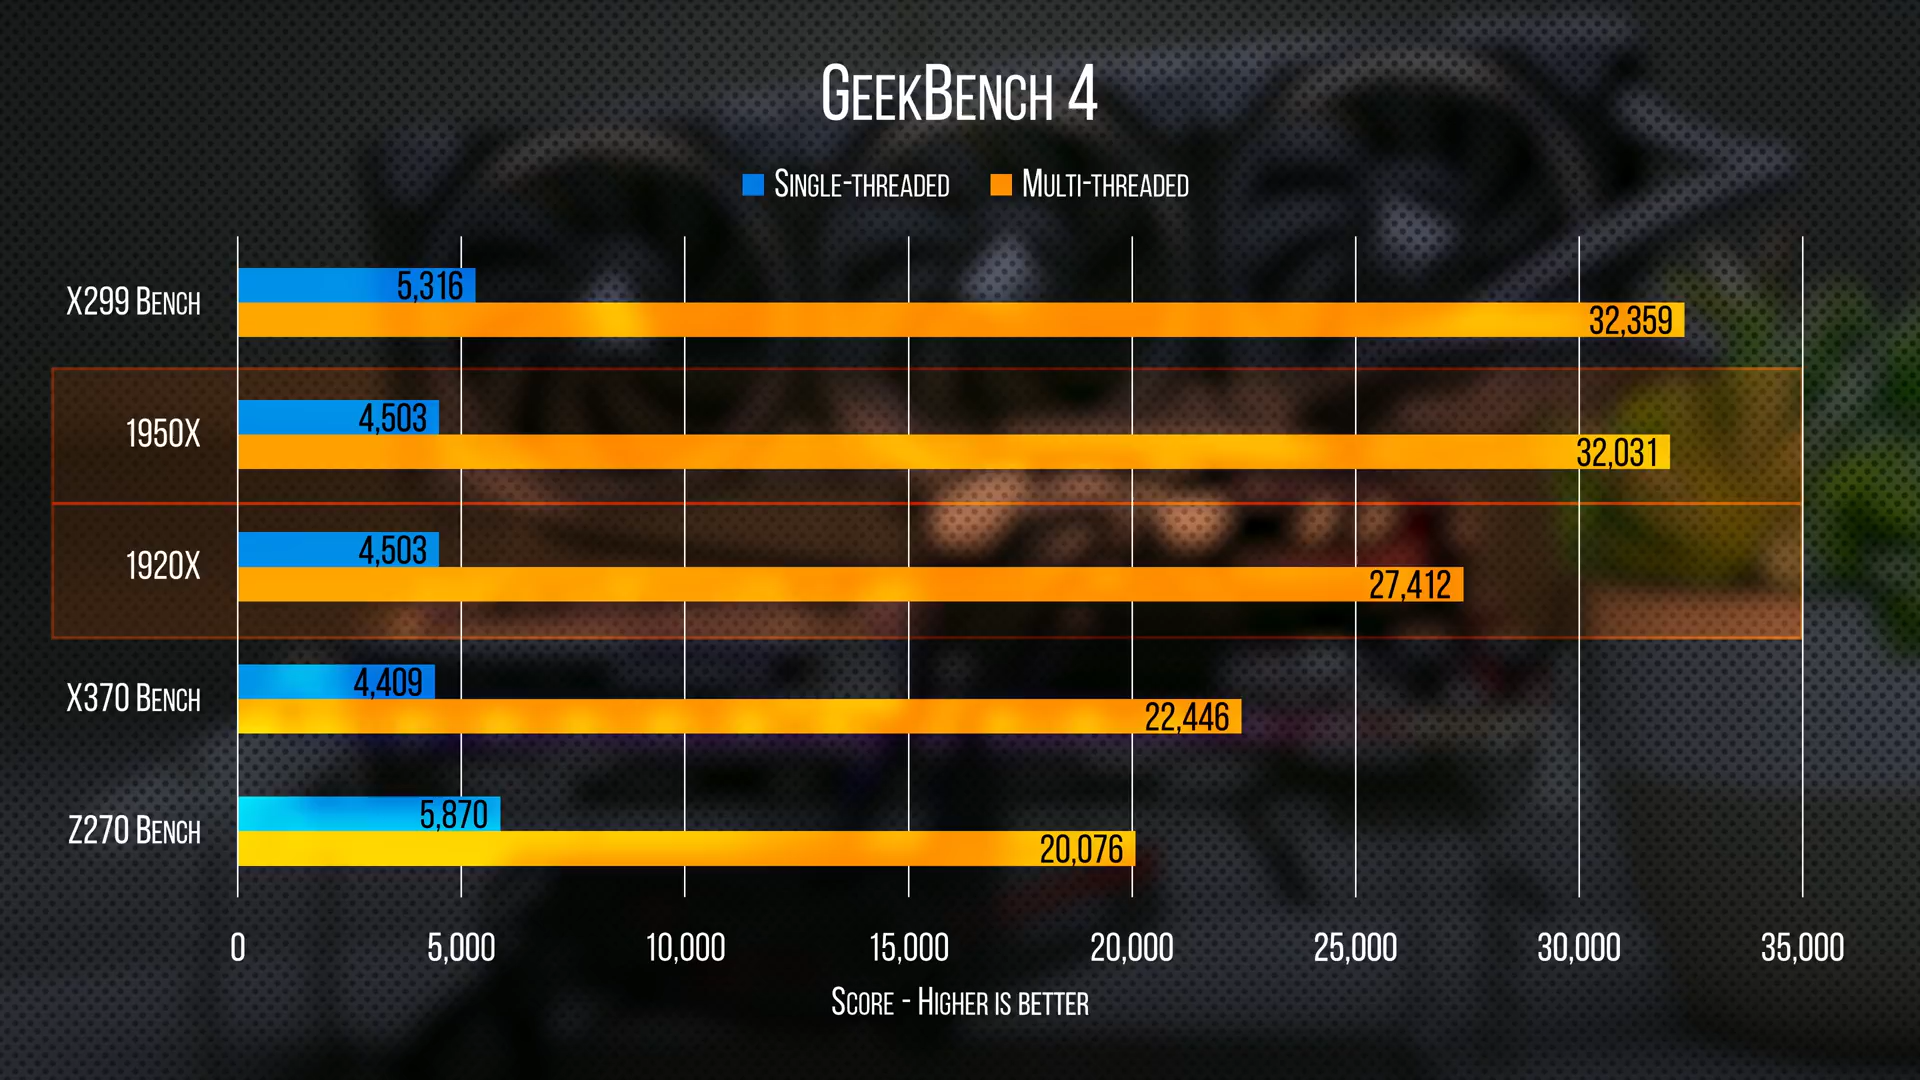 GeekBench 4
Single-threaded Multi-threaded
X299 Bench 5,316 32,359
1950X 4,503 32,031
1920X 4,503 27,412
X370 Bench 4,409 22,446
Z270 Bench 5,870 20,076
0 5,000 10,000 15,000 20,000 25,000 30,000 35,000
Score - Higher is better